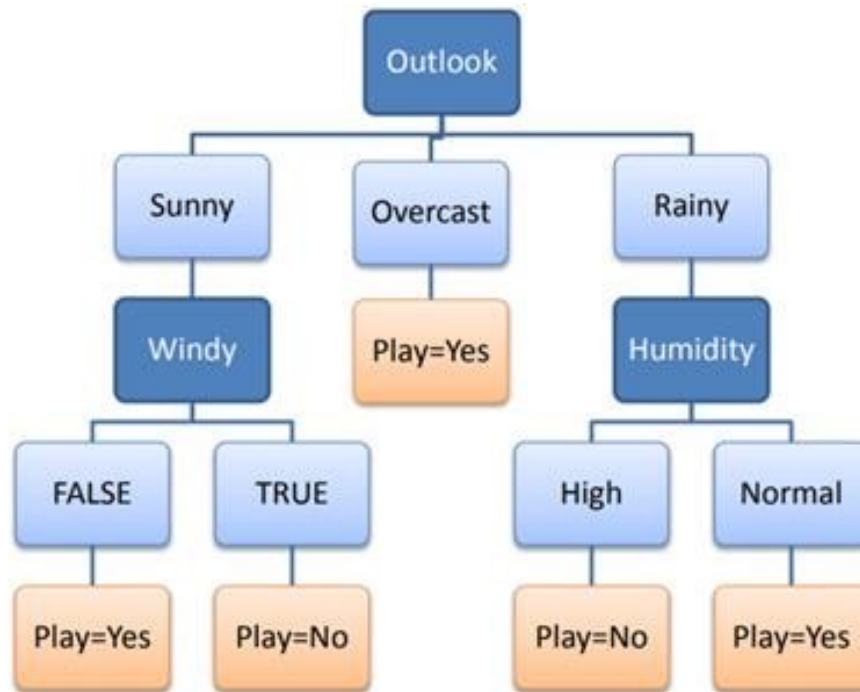 Outlook
Sunny
Overcast
Rainy
Windy
Play=Yes
Humidity
FALSE
TRUE
High
Normal
Play=Yes
Play=No
Play=No
Play=Yes